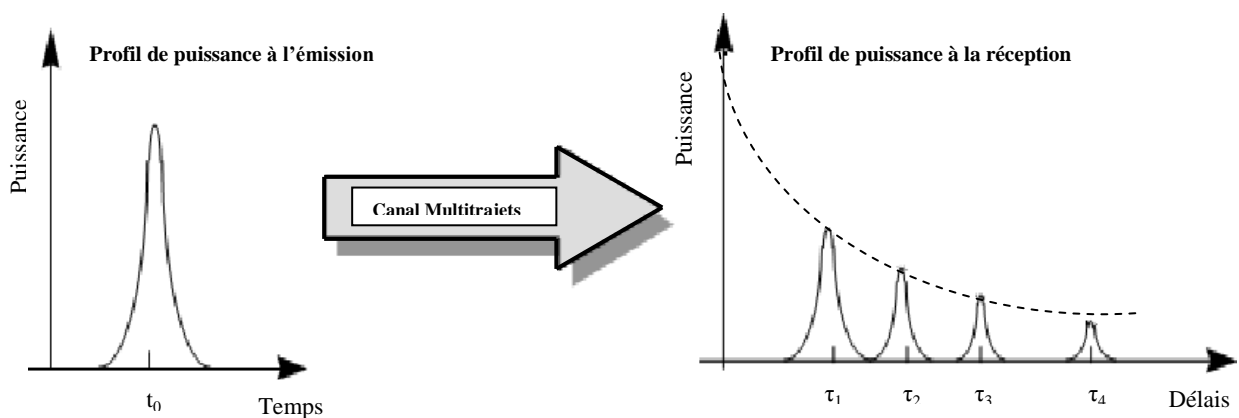 Profil de puissance à l'émission
Puissance
t₀
Temps
Canal Multitrajets
Profil de puissance à la réception
Puissance
τ₁
τ₂
τ₃
τ₄
Délais